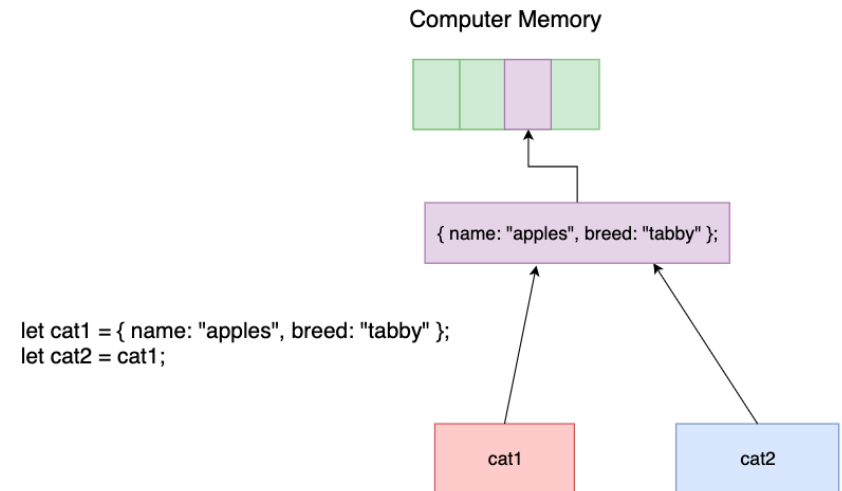 Computer Memory
{ name: "apples", breed: "tabby" };
let cat1 = { name: "apples", breed: "tabby" };
let cat2 = cat1;
cat1
cat2